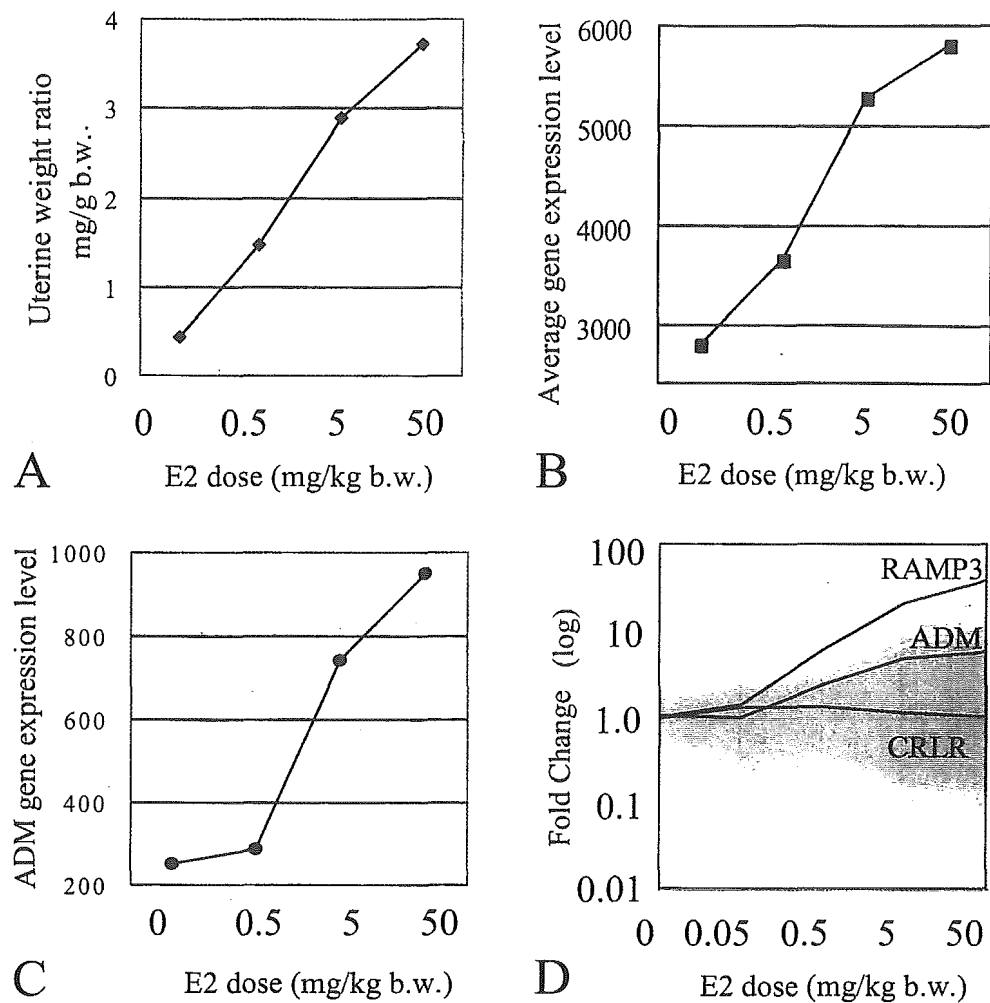 4
3
2
1
0
Uterine weight ratio
mg/g b.w..
0 0.5 5 50
A E2 dose (mg/kg b.w.)
6000
5000
4000
3000
Average gene expression level
0 0.5 5 50
B E2 dose (mg/kg b.w.)
1000
800
600
400
200
ADM gene expression level
0 0.5 5 50
C E2 dose (mg/kg b.w.)
100
10
1.0
0.1
0.01
Fold Change (log)
RAMP3
ADM
CRLR
0 0.05 0.5 5 50
D E2 dose (mg/kg b.w.)